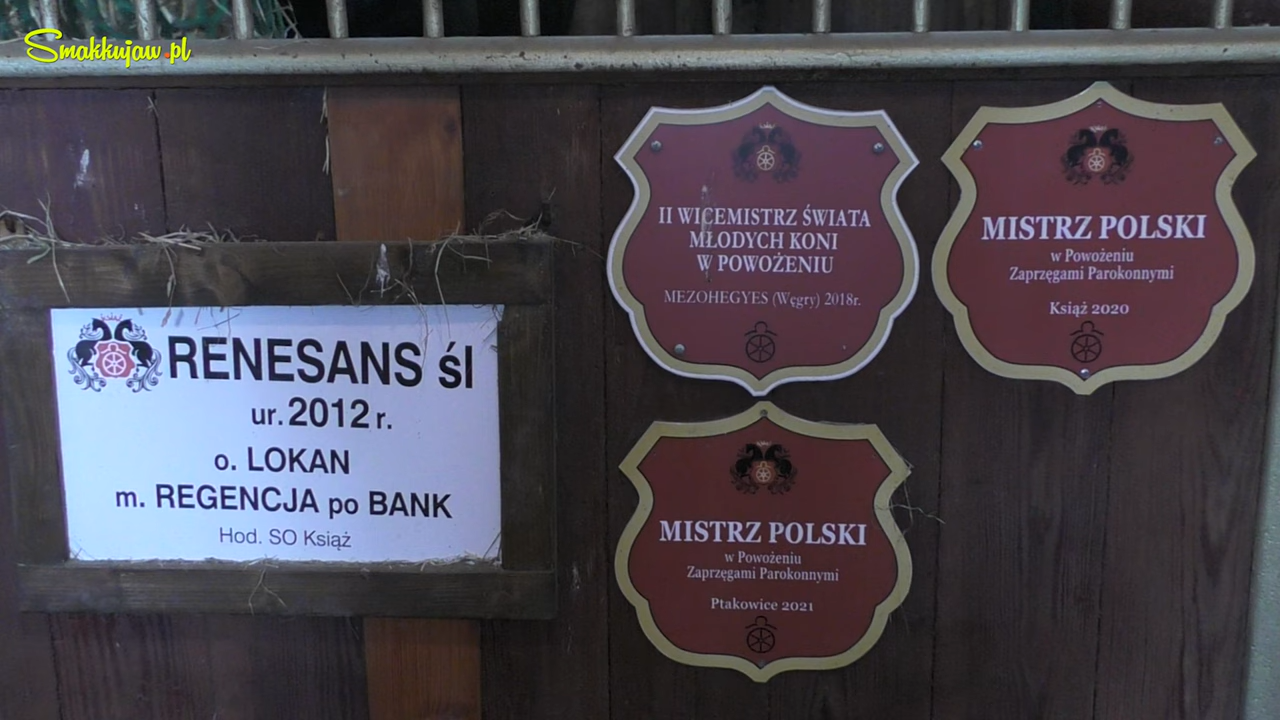 Smakkujaw.pl
RENESANS śl
ur. 2012 r.
o. LOKAN
m. REGENCJA po BANK
Hod. SO Książ
II WICEMISTRZ ŚWIATA
MŁODYCH KONI
W POWOŻENIU
MEZOHEGYES (Węgry) 2018r.
MISTRZ POLSKI
w Powożeniu
Zaprzęgami Parokonnymi
Książ 2020
MISTRZ POLSKI
w Powożeniu
Zaprzęgami Parokonnymi
Ptakowice 2021